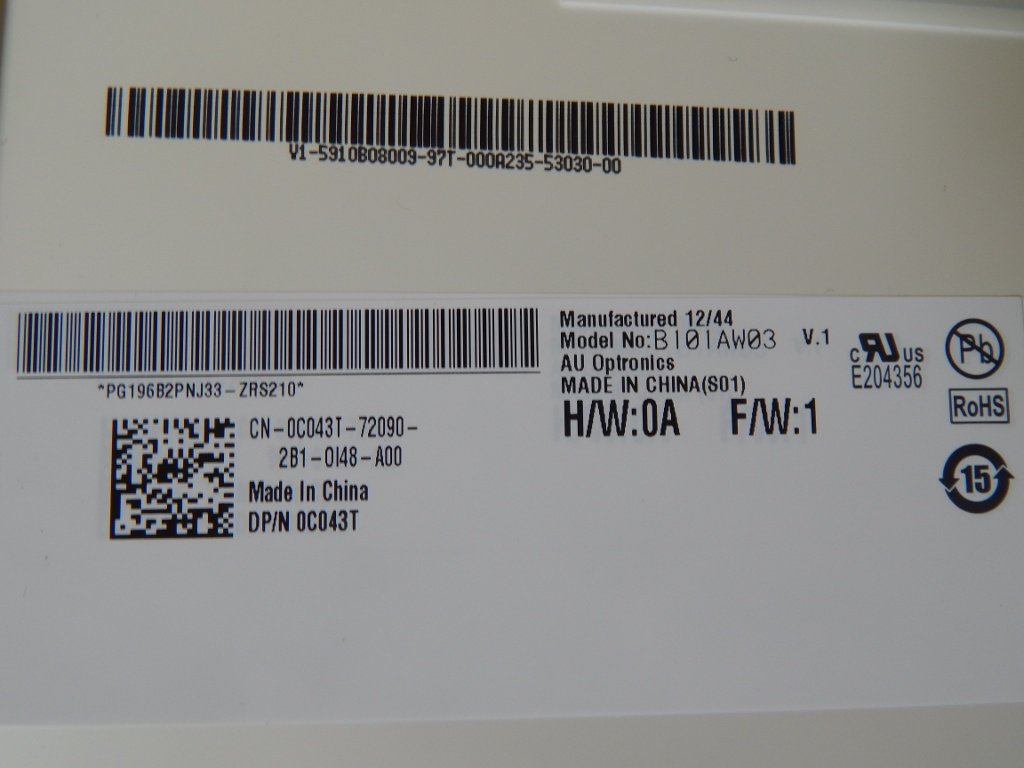 V1-5910B08009-97T-000A235-53030-00
*PG196B2PNJ33-ZRS210*
CN-0C043T-72090-
2B1-0I48-A00
Made In China
DP/N 0C043T
Manufactured 12/44
Model No:B101AW03 V.1
AU Optronics
MADE IN CHINA(S01)
H/W:0A F/W:1
c RU US
E204356
Pb
RoHS
15